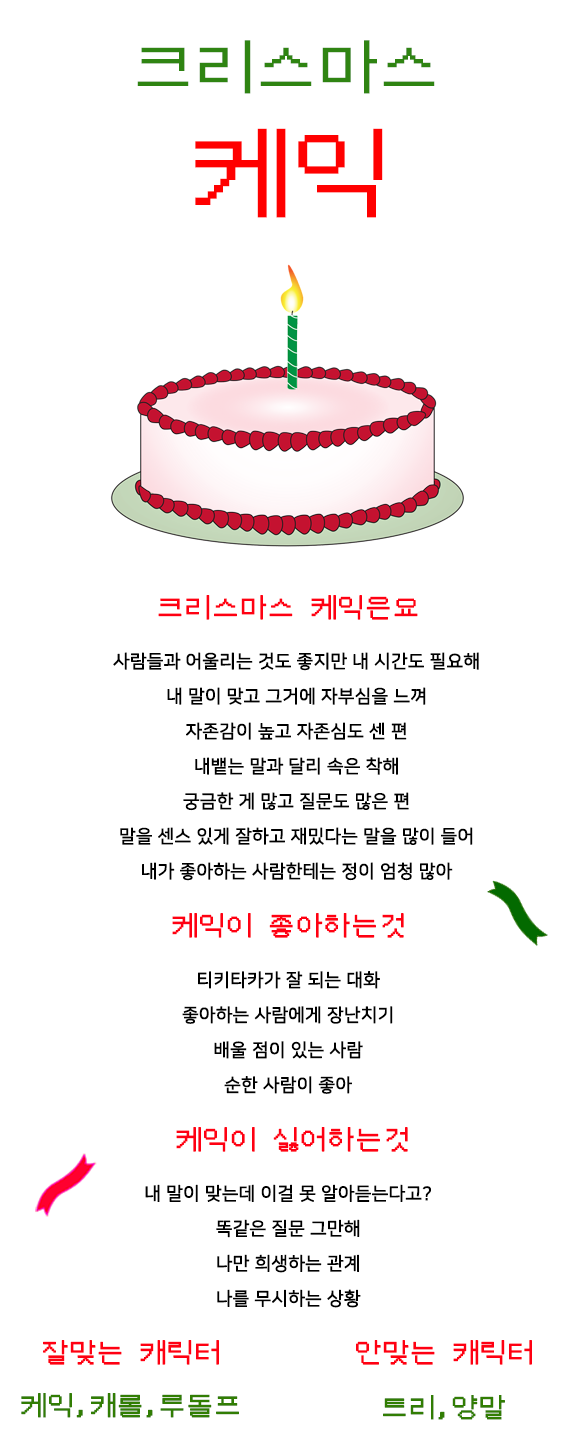 크리스마스
케익
크리스마스 케익은요
사람들과 어울리는 것도 좋지만 내 시간도 필요해
내 말이 맞고 그거에 자부심을 느껴
자존감이 높고 자존심도 센 편
내뱉는 말과 달리 속은 착해
궁금한 게 많고 질문도 많은 편
말을 센스 있게 잘하고 재밌다는 말을 많이 들어
내가 좋아하는 사람한테는 정이 엄청 많아
케익이 좋아하는것
티키타카가 잘 되는 대화
좋아하는 사람에게 장난치기
배울 점이 있는 사람
순한 사람이 좋아
케익이 싫어하는것
내 말이 맞는데 이걸 못 알아듣는다고?
똑같은 질문 그만해
나만 희생하는 관계
나를 무시하는 상황
잘맞는 캐릭터
케익,캐롤,루돌프
안맞는 캐릭터
트리,양말